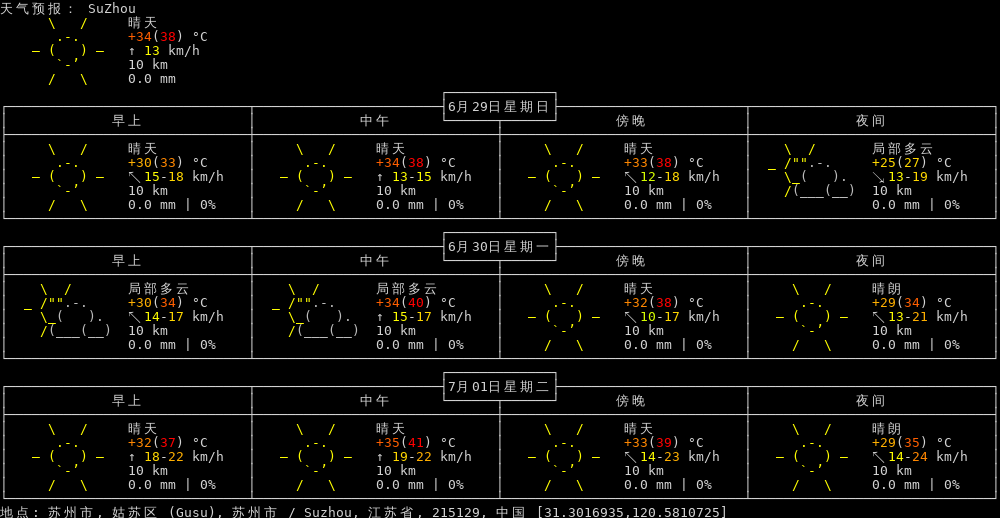 天气预报: SuZhou
晴天
+34(38) °C
↑ 13 km/h
10 km
0.0 mm
6月29日星期日
早上 中午 傍晚 夜间
晴天 晴天 晴天 局部多云
+30(33) °C +34(38) °C +33(38) °C +25(27) °C
↖ 15-18 km/h ↑ 13-15 km/h ↖ 12-18 km/h ↘ 13-19 km/h
10 km 10 km 10 km 10 km
0.0 mm | 0% 0.0 mm | 0% 0.0 mm | 0% 0.0 mm | 0%
6月30日星期一
早上 中午 傍晚 夜间
局部多云 局部多云 晴天 晴朗
+30(34) °C +34(40) °C +32(38) °C +29(34) °C
↖ 14-17 km/h ↑ 15-17 km/h ↖ 10-17 km/h ↖ 13-21 km/h
10 km 10 km 10 km 10 km
0.0 mm | 0% 0.0 mm | 0% 0.0 mm | 0% 0.0 mm | 0%
7月01日星期二
早上 中午 傍晚 夜间
晴天 晴天 晴天 晴朗
+32(37) °C +35(41) °C +33(39) °C +29(35) °C
↑ 18-22 km/h ↑ 19-22 km/h ↖ 14-23 km/h ↖ 14-24 km/h
10 km 10 km 10 km 10 km
0.0 mm | 0% 0.0 mm | 0% 0.0 mm | 0% 0.0 mm | 0%
地点: 苏州市, 姑苏区 (Gusu), 苏州市 / Suzhou, 江苏省, 215129, 中国 [31.3016935,120.5810725]